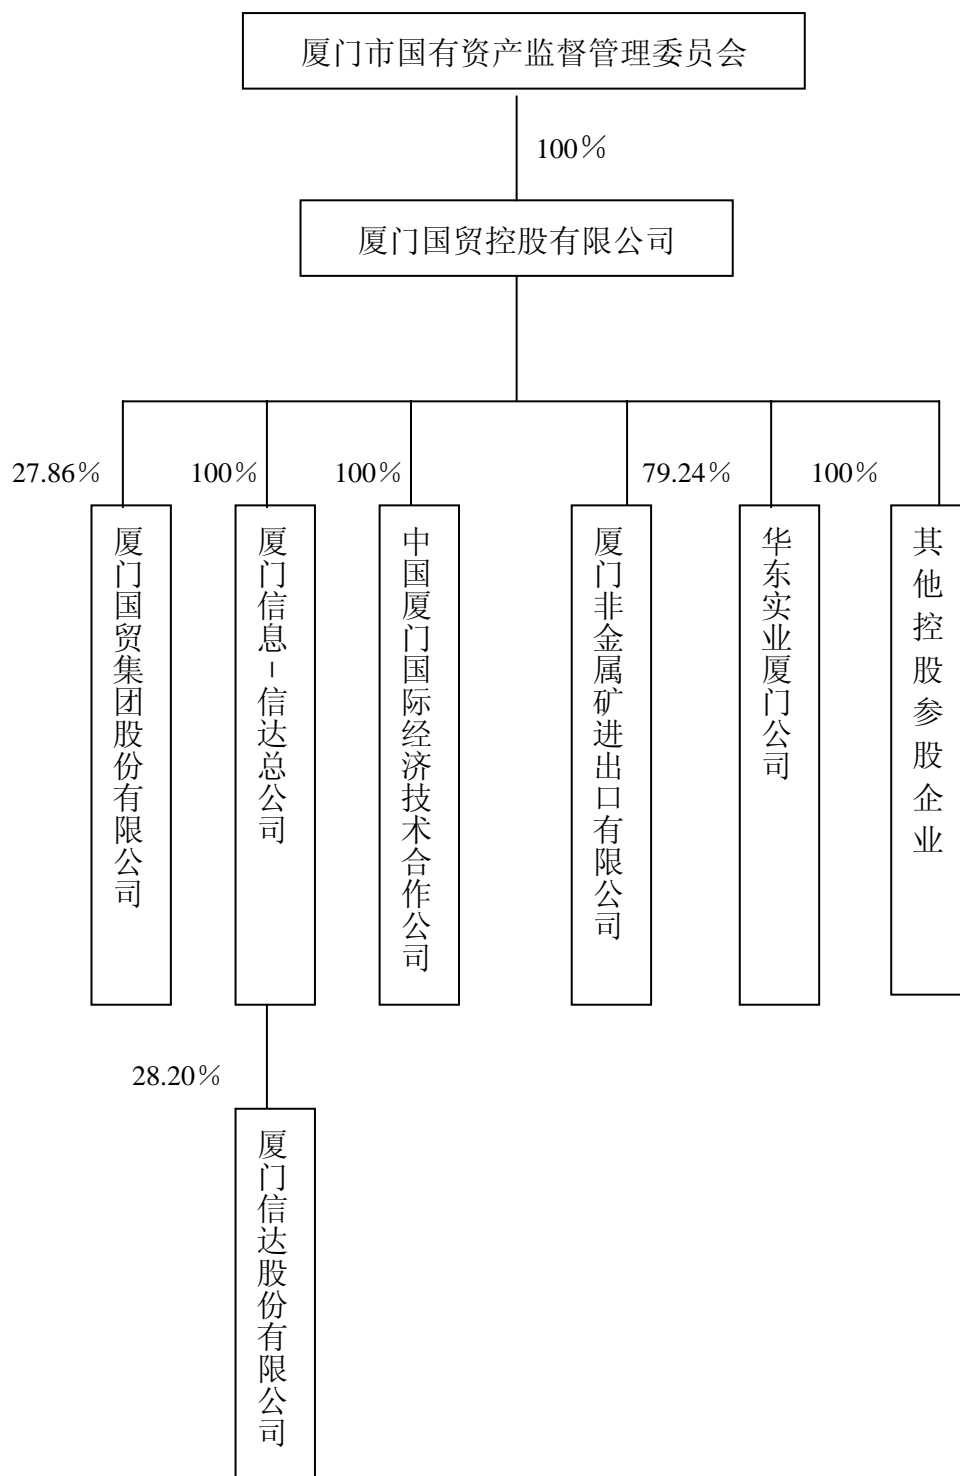 厦门市国有资产监督管理委员会
100％
厦门国贸控股有限公司
27.86％
100％
100％
79.24％
100％
厦门国贸集团股份有限公司
厦门信息-信达总公司
中国厦门国际经济技术合作公司
厦门非金属矿进出口有限公司
华东实业厦门公司
其他控股参股企业
28.20％
厦门信达股份有限公司